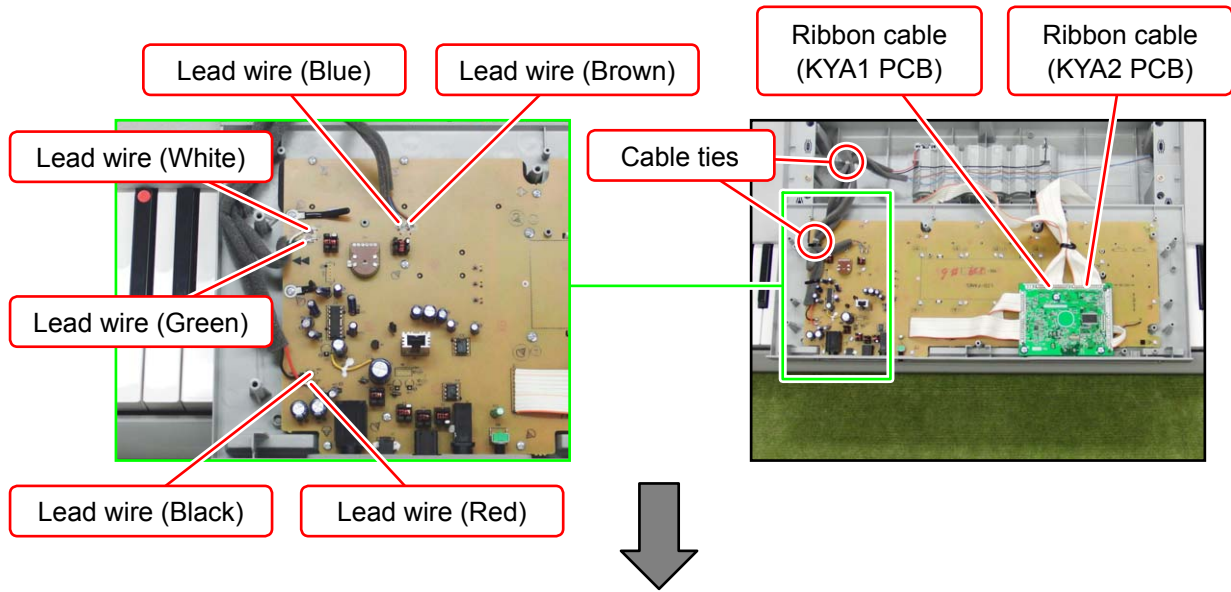 Lead wire (Blue)
Lead wire (Brown)
Ribbon cable
(KYA1 PCB)
Ribbon cable
(KYA2 PCB)
Lead wire (White)
Cable ties
Lead wire (Green)
Lead wire (Black)
Lead wire (Red)